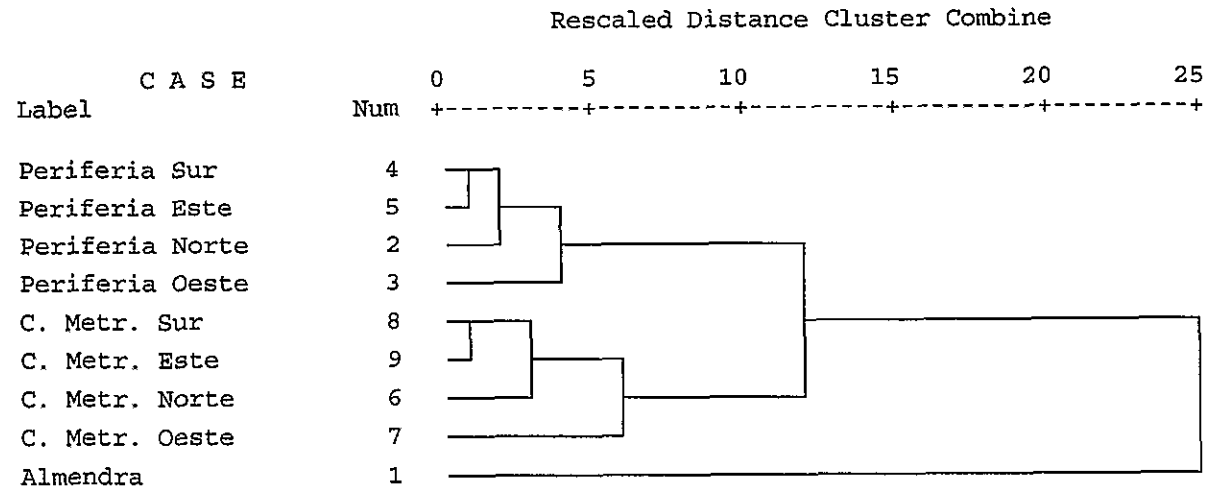 Rescaled Distance Cluster Combine
C A S E 0 5 10 15 20 25
Label Num +---------+---------+---------+---------+---------+
Periferia Sur 4
Periferia Este 5
Periferia Norte 2
Periferia Oeste 3
C. Metr. Sur 8
C. Metr. Este 9
C. Metr. Norte 6
C. Metr. Oeste 7
Almendra 1